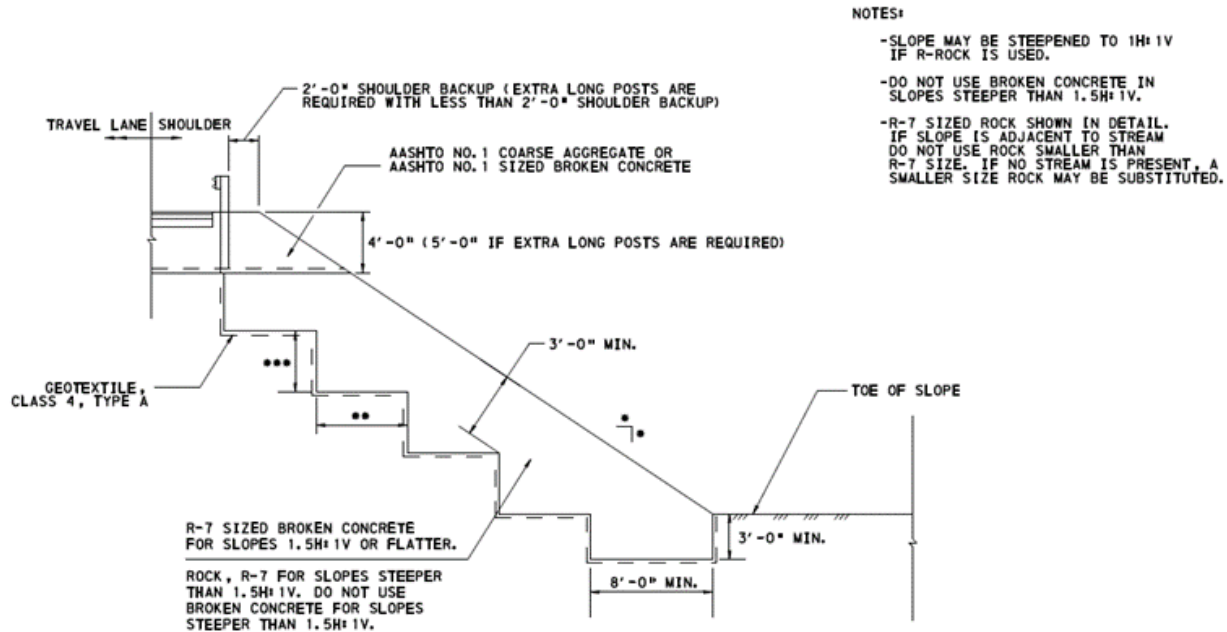 NOTES:
-SLOPE MAY BE STEEPENED TO 1H:1V
IF R-ROCK IS USED.
-DO NOT USE BROKEN CONCRETE IN
SLOPES STEEPER THAN 1.5H:1V.
-R-7 SIZED ROCK SHOWN IN DETAIL.
IF SLOPE IS ADJACENT TO STREAM
DO NOT USE ROCK SMALLER THAN
R-7 SIZE. IF NO STREAM IS PRESENT, A
SMALLER SIZE ROCK MAY BE SUBSTITUTED.
2'-0" SHOULDER BACKUP (EXTRA LONG POSTS ARE
REQUIRED WITH LESS THAN 2'-0" SHOULDER BACKUP)
TRAVEL LANE SHOULDER
AASHTO NO.1 COARSE AGGREGATE OR
AASHTO NO.1 SIZED BROKEN CONCRETE
4'-0" (5'-0" IF EXTRA LONG POSTS ARE REQUIRED)
3'-0" MIN.
***
GEOTEXTILE,
CLASS 4, TYPE A
**
TOE OF SLOPE
*
*
R-7 SIZED BROKEN CONCRETE
FOR SLOPES 1.5H:1V OR FLATTER.
ROCK, R-7 FOR SLOPES STEEPER
THAN 1.5H:1V. DO NOT USE
BROKEN CONCRETE FOR SLOPES
STEEPER THAN 1.5H:1V.
3'-0" MIN.
8'-0" MIN.